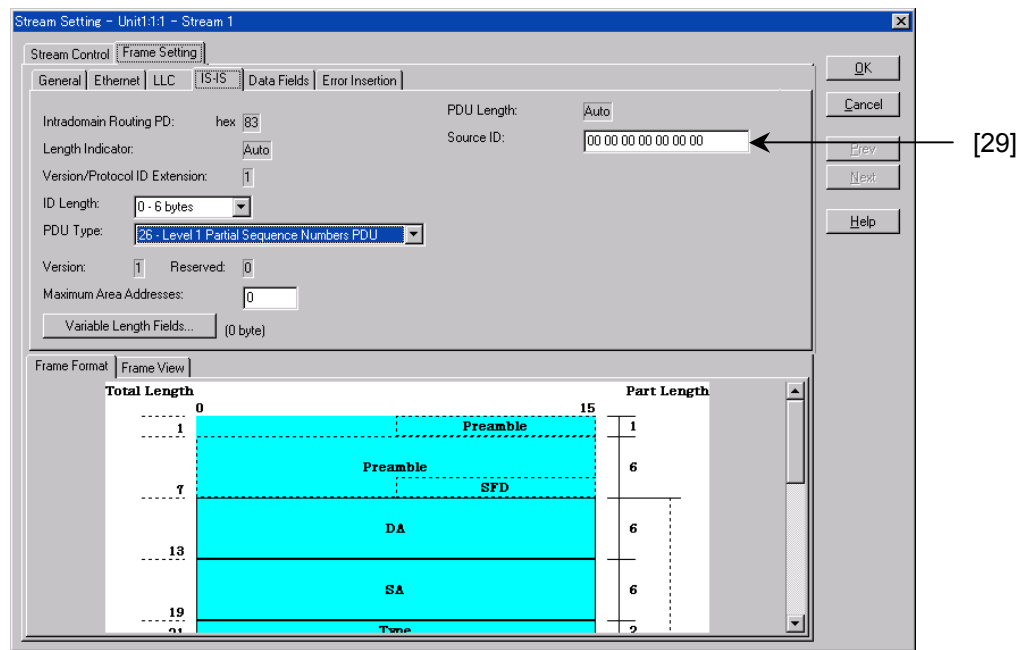 Stream Setting - Unit1:1:1 - Stream 1
Stream Control Frame Setting
General Ethernet LLC IS-IS Data Fields Error Insertion
OK
Cancel
Prev
Next
Help
Intradomain Routing PD: hex 83
Length Indicator: Auto
Version/Protocol ID Extension: 1
ID Length: 0 - 6 bytes
PDU Type: 26 - Level 1 Partial Sequence Numbers PDU
Version: 1 Reserved: 0
Maximum Area Addresses: 0
Variable Length Fields... (0 byte)
PDU Length: Auto
Source ID: 00 00 00 00 00 00 00
[29]
Frame Format Frame View
Total Length Part Length
0 15
1 Preamble 1
Preamble 6
7 SFD
DA 6
13
SA 6
19
21 Type 2